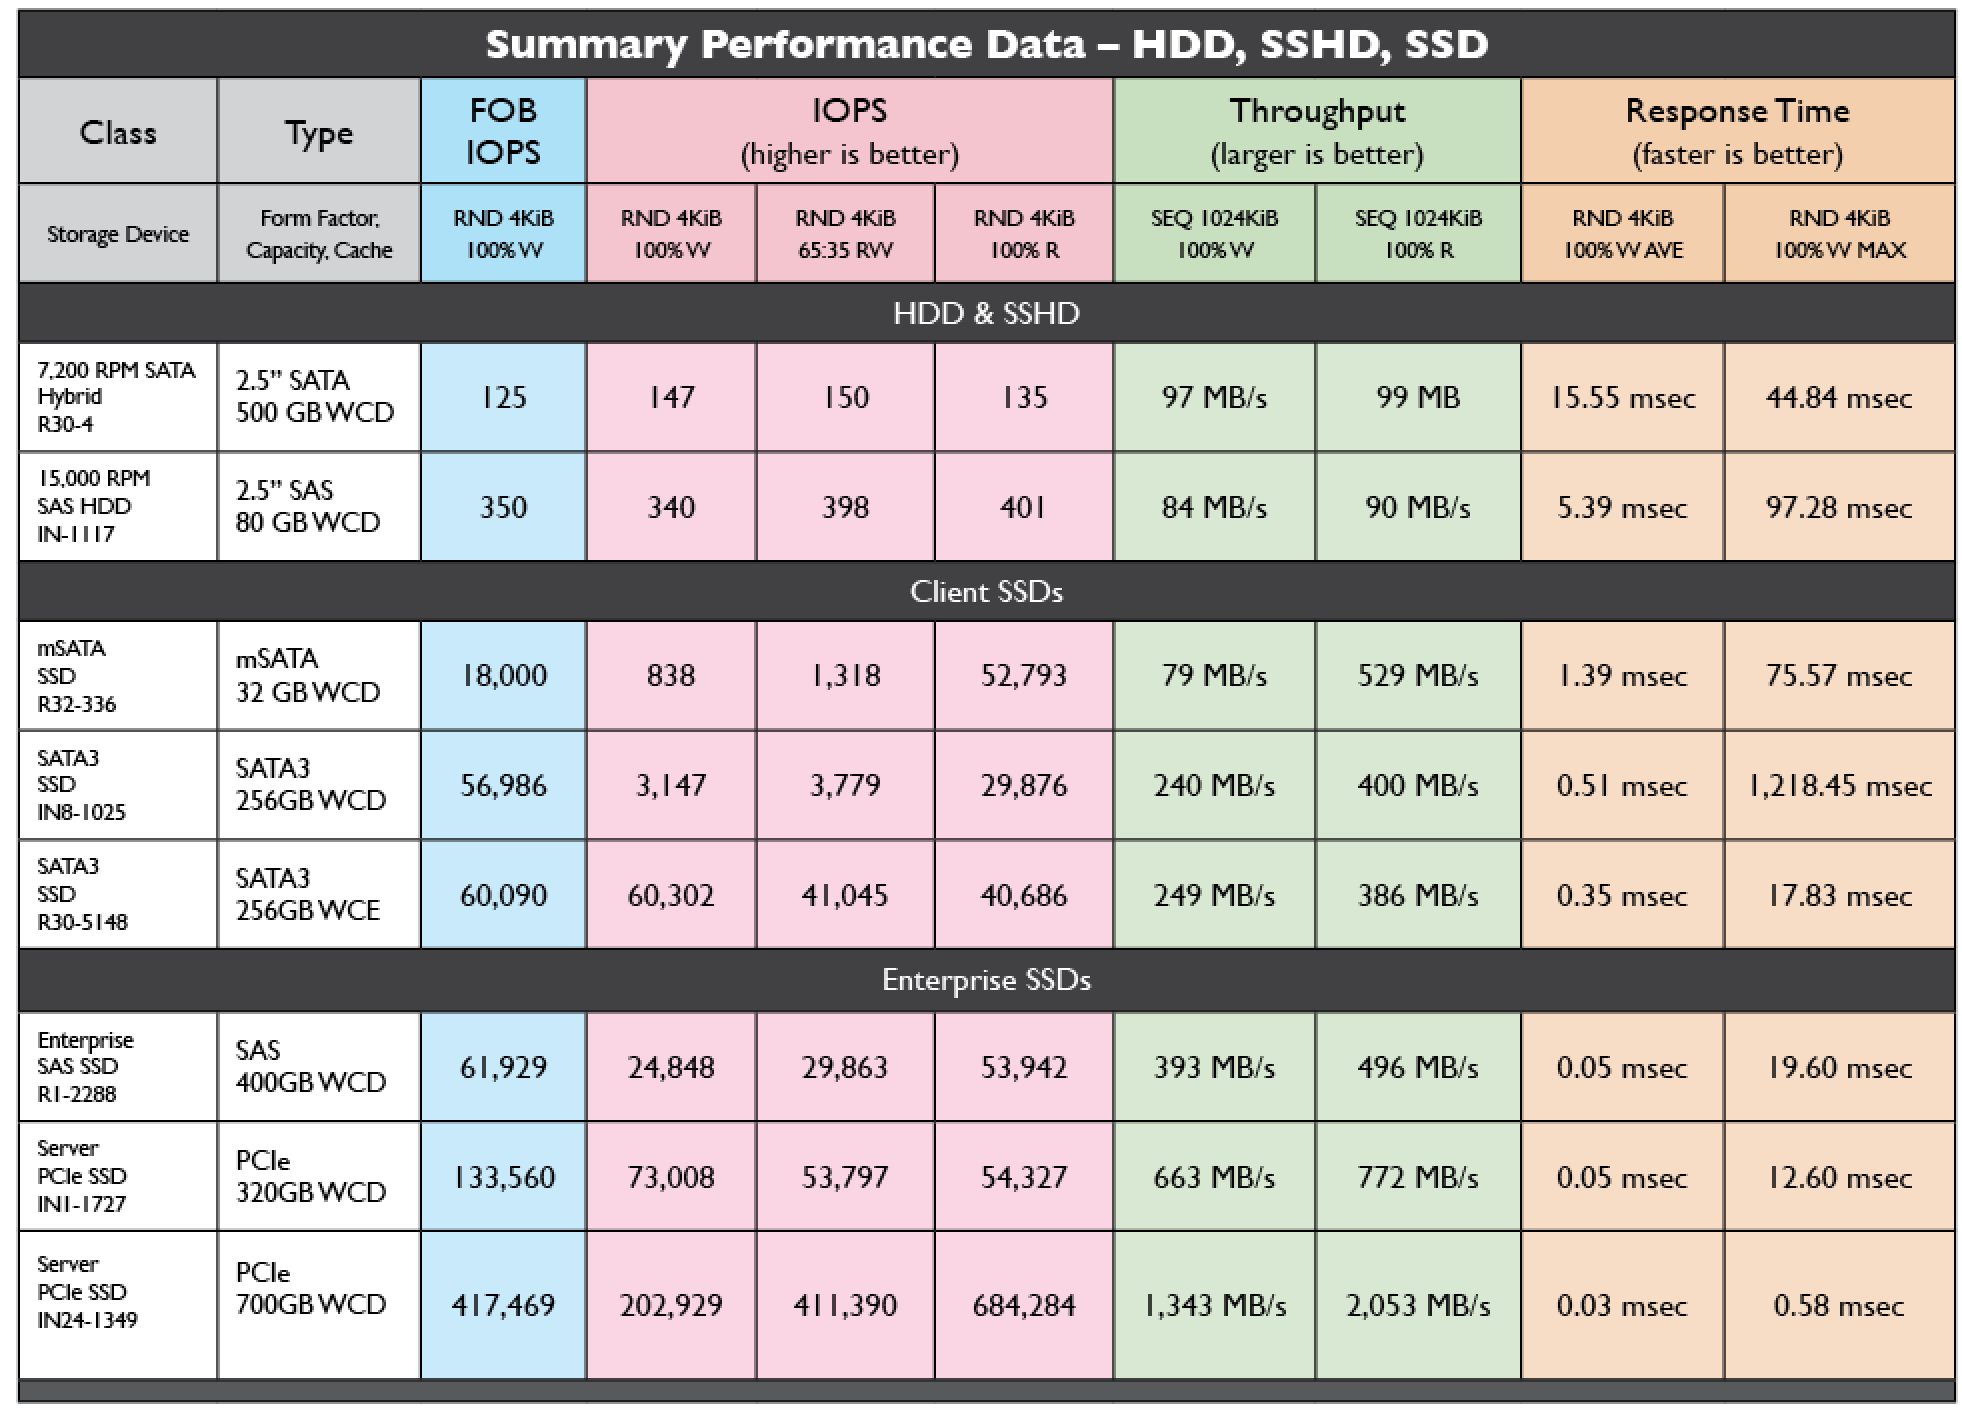 Summary Performance Data – HDD, SSHD, SSD
Class
Type
FOB
IOPS
IOPS
(higher is better)
Throughput
(larger is better)
Response Time
(faster is better)
Storage Device
Form Factor,
Capacity, Cache
RND 4KiB
100% W
RND 4KiB
100% W
RND 4KiB
65:35 RW
RND 4KiB
100% R
SEQ 1024KiB
100% W
SEQ 1024KiB
100% R
RND 4KiB
100% W AVE
RND 4KiB
100% W MAX
HDD & SSHD
7,200 RPM SATA
Hybrid
R30-4
2.5” SATA
500 GB WCD
125
147
150
135
97 MB/s
99 MB
15.55 msec
44.84 msec
15,000 RPM
SAS HDD
IN-1117
2.5” SAS
80 GB WCD
350
340
398
401
84 MB/s
90 MB/s
5.39 msec
97.28 msec
Client SSDs
mSATA
SSD
R32-336
mSATA
32 GB WCD
18,000
838
1,318
52,793
79 MB/s
529 MB/s
1.39 msec
75.57 msec
SATA3
SSD
IN8-1025
SATA3
256GB WCD
56,986
3,147
3,779
29,876
240 MB/s
400 MB/s
0.51 msec
1,218.45 msec
SATA3
SSD
R30-5148
SATA3
256GB WCE
60,090
60,302
41,045
40,686
249 MB/s
386 MB/s
0.35 msec
17.83 msec
Enterprise SSDs
Enterprise
SAS SSD
R1-2288
SAS
400GB WCD
61,929
24,848
29,863
53,942
393 MB/s
496 MB/s
0.05 msec
19.60 msec
Server
PCIe SSD
IN1-1727
PCIe
320GB WCD
133,560
73,008
53,797
54,327
663 MB/s
772 MB/s
0.05 msec
12.60 msec
Server
PCIe SSD
IN24-1349
PCIe
700GB WCD
417,469
202,929
411,390
684,284
1,343 MB/s
2,053 MB/s
0.03 msec
0.58 msec